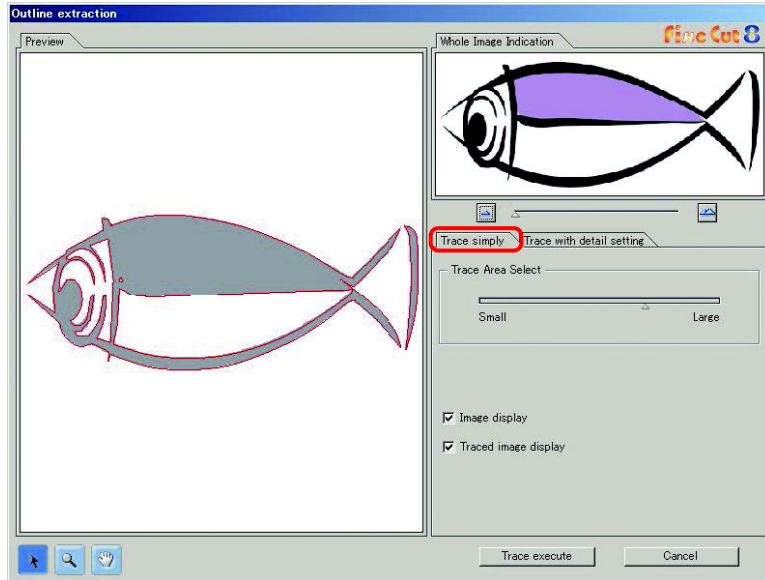 Outline extraction
Preview
Whole Image Indication
Fine Cut 8
Trace simply
Trace with detail setting
Trace Area Select
Small
Large
Image display
Traced image display
Trace execute
Cancel